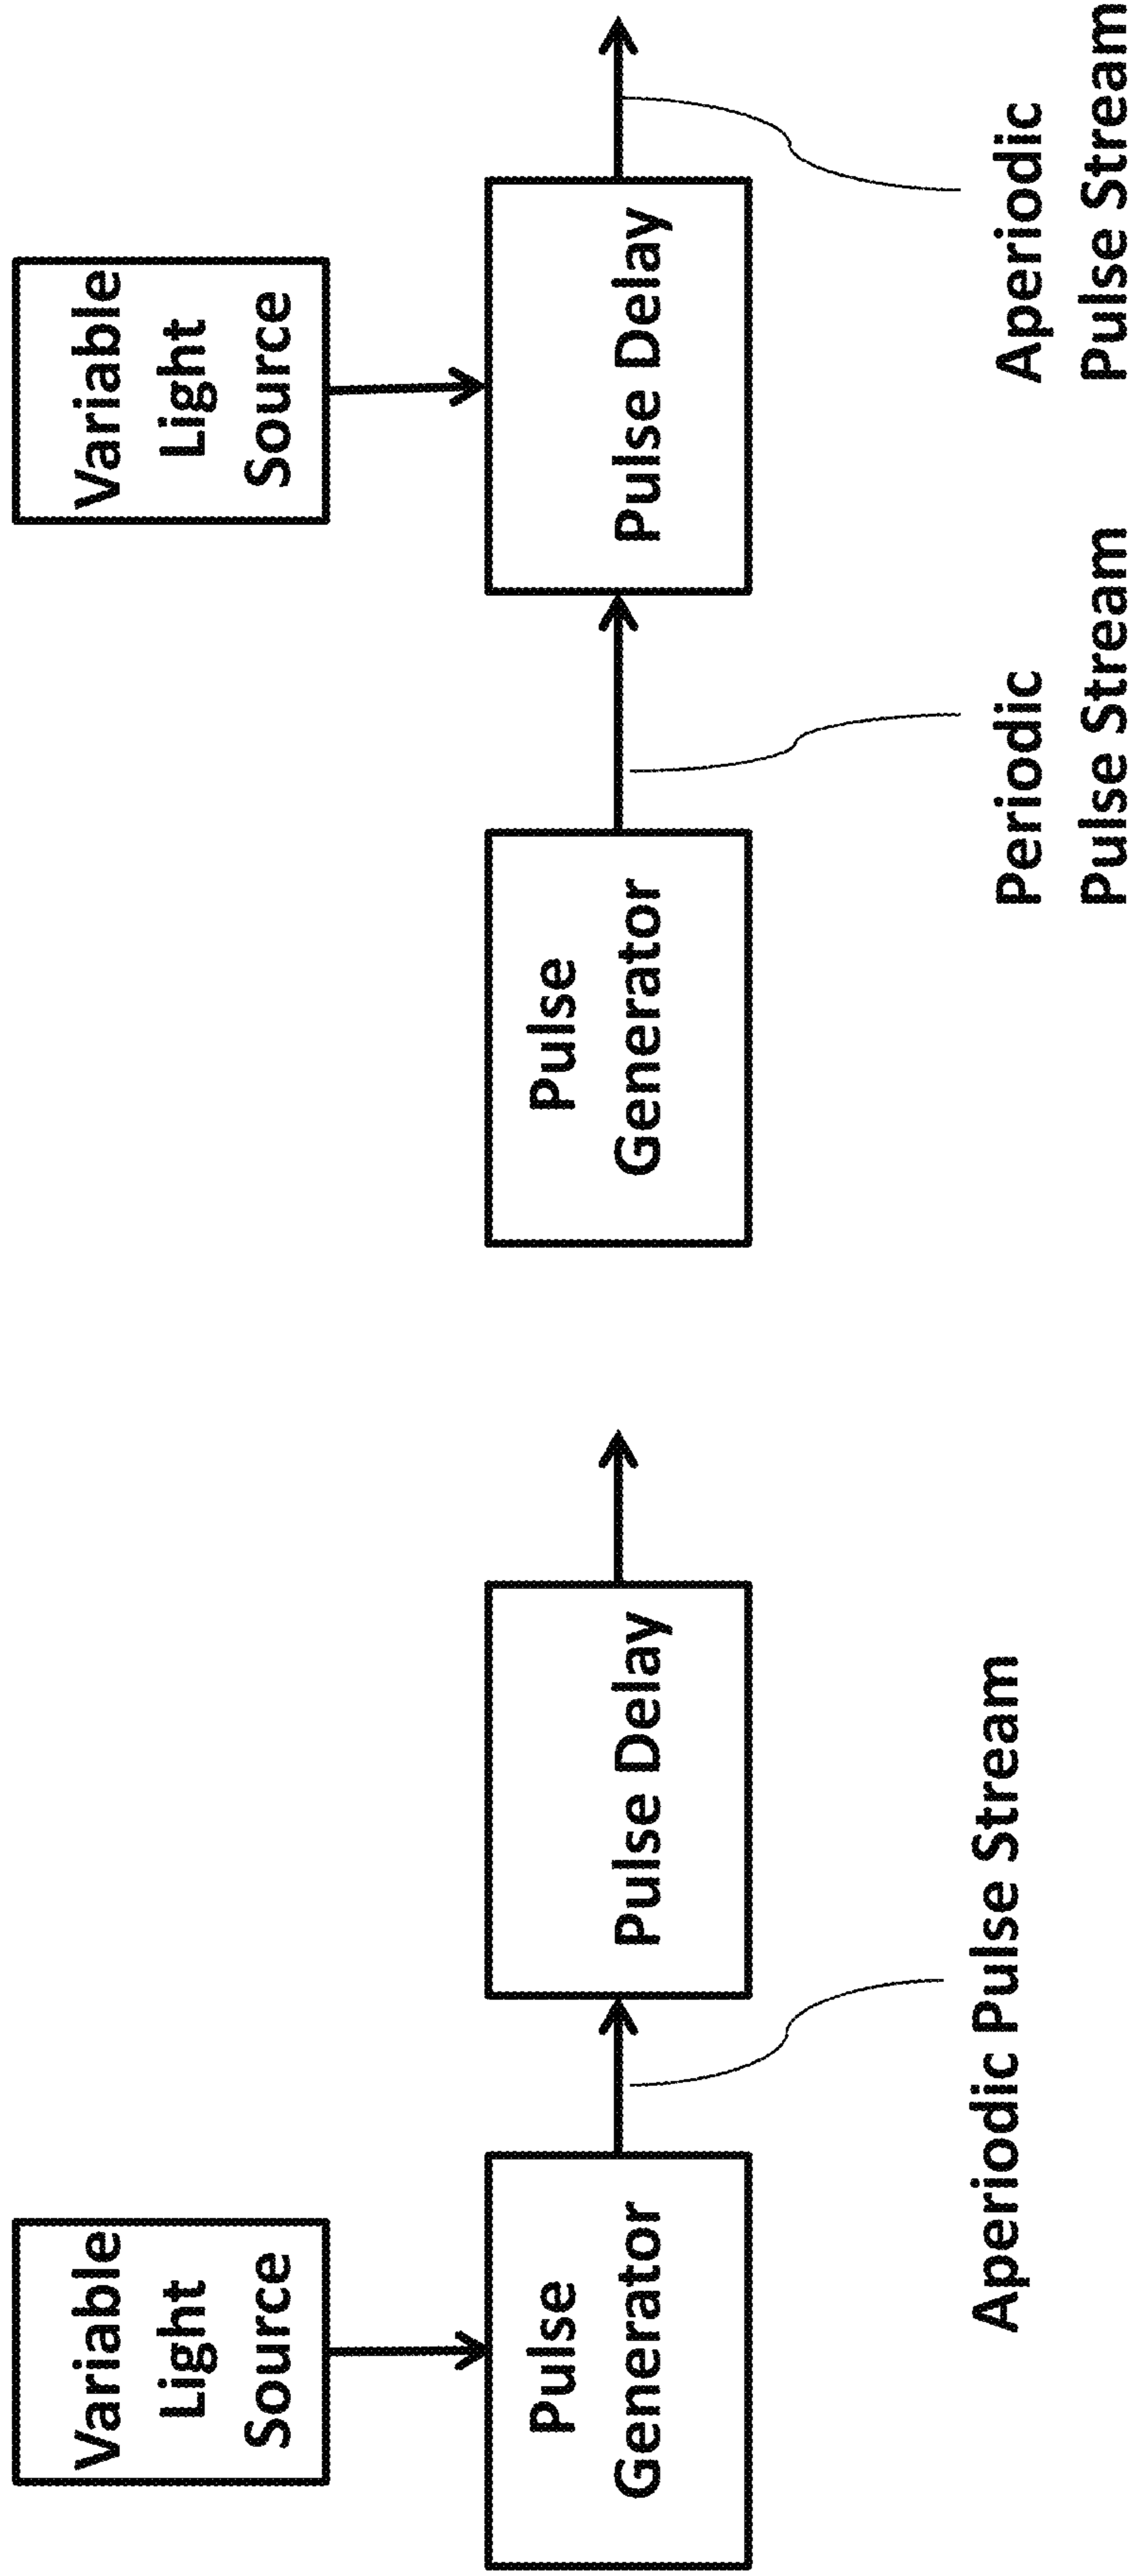 Variable
Light
Source
Pulse
Generator
Pulse Delay
Aperiodic Pulse Stream
Variable
Light
Source
Pulse
Generator
Pulse Delay
Periodic
Pulse Stream
Aperiodic
Pulse Stream